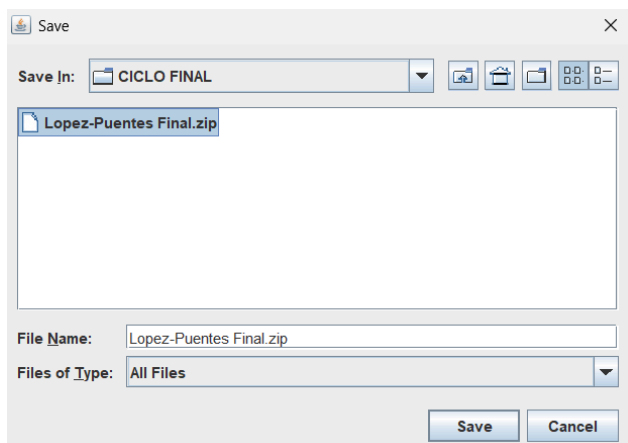 Save
Save In: CICLO FINAL
Lopez-Puentes Final.zip
File Name: Lopez-Puentes Final.zip
Files of Type: All Files
Save Cancel